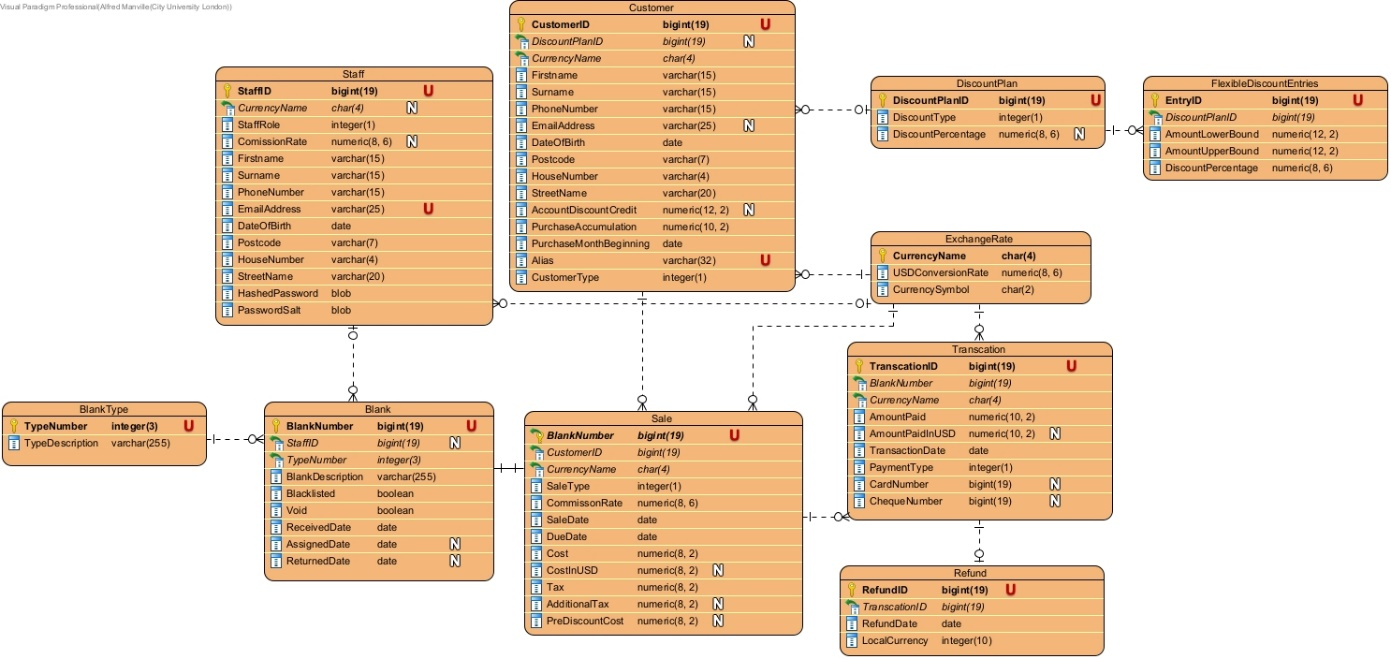 Visual Paradigm Professional(Alfred Manville(City University London))
Customer
CustomerID bigint(19) U
DiscountPlanID bigint(19) N
CurrencyName char(4)
Firstname varchar(15)
Surname varchar(15)
PhoneNumber varchar(15)
EmailAddress varchar(25) N
DateOfBirth date
Postcode varchar(7)
HouseNumber varchar(4)
StreetName varchar(20)
AccountDiscountCredit numeric(12, 2) N
PurchaseAccumulation numeric(10, 2)
PurchaseMonthBeginning date
Alias varchar(32) U
CustomerType integer(1)
Staff
StaffID bigint(19) U
CurrencyName char(4) N
StaffRole integer(1)
ComissionRate numeric(8, 6) N
Firstname varchar(15)
Surname varchar(15)
PhoneNumber varchar(15)
EmailAddress varchar(25) U
DateOfBirth date
Postcode varchar(7)
HouseNumber varchar(4)
StreetName varchar(20)
HashedPassword blob
PasswordSalt blob
DiscountPlan
DiscountPlanID bigint(19) U
DiscountType integer(1)
DiscountPercentage numeric(8, 6) N
FlexibleDiscountEntries
EntryID bigint(19) U
DiscountPlanID bigint(19)
AmountLowerBound numeric(12, 2)
AmountUpperBound numeric(12, 2)
DiscountPercentage numeric(8, 6)
ExchangeRate
CurrencyName char(4)
USDConversionRate numeric(8, 6)
CurrencySymbol char(2)
Transcation
TranscationID bigint(19) U
BlankNumber bigint(19)
CurrencyName char(4)
AmountPaid numeric(10, 2)
AmountPaidInUSD numeric(10, 2) N
TransactionDate date
PaymentType integer(1)
CardNumber bigint(19) N
ChequeNumber bigint(19) N
BlankType
TypeNumber integer(3) U
TypeDescription varchar(255)
Blank
BlankNumber bigint(19) U
StaffID bigint(19) N
TypeNumber integer(3)
BlankDescription varchar(255)
Blacklisted boolean
Void boolean
ReceivedDate date
AssignedDate date N
ReturnedDate date N
Sale
BlankNumber bigint(19) U
CustomerID bigint(19)
CurrencyName char(4)
SaleType integer(1)
CommissonRate numeric(8, 6)
SaleDate date
DueDate date
Cost numeric(8, 2)
CostInUSD numeric(8, 2) N
Tax numeric(8, 2)
AdditionalTax numeric(8, 2) N
PreDiscountCost numeric(8, 2) N
Refund
RefundID bigint(19) U
TranscationID bigint(19)
RefundDate date
LocalCurrency integer(10)